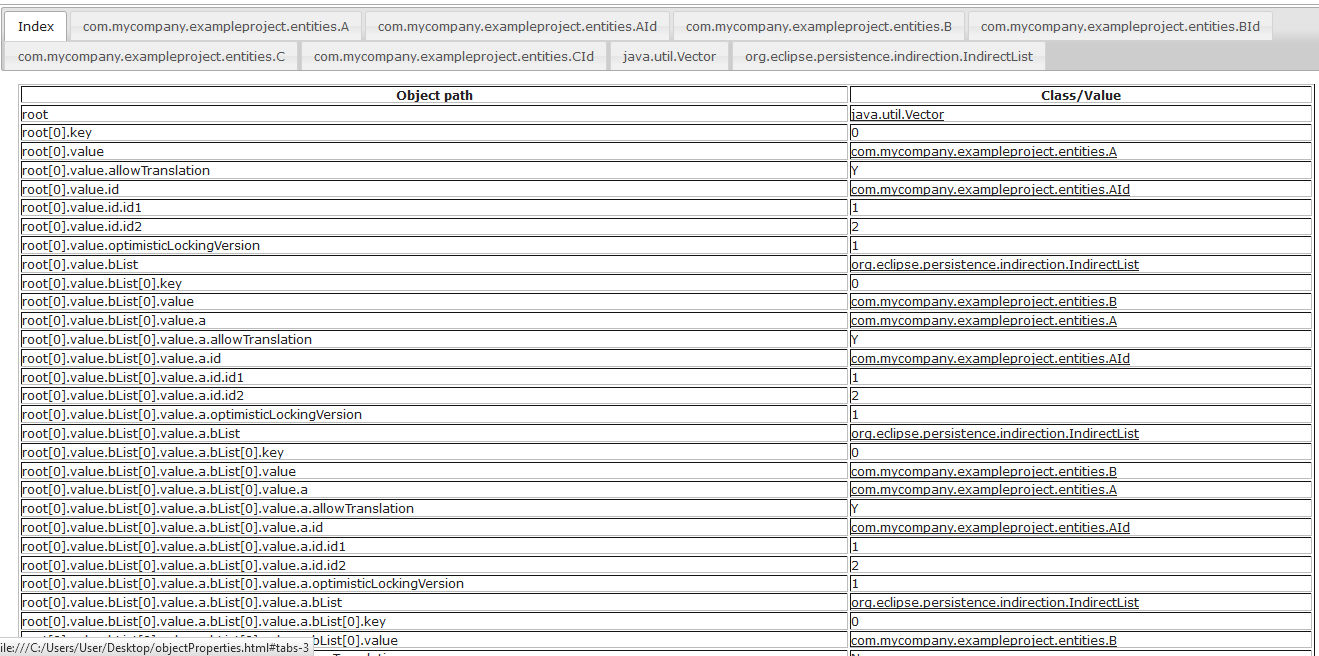 Index com.mycompany.exampleproject.entities.A com.mycompany.exampleproject.entities.AId com.mycompany.exampleproject.entities.B com.mycompany.exampleproject.entities.BId
com.mycompany.exampleproject.entities.C com.mycompany.exampleproject.entities.CId java.util.Vector org.eclipse.persistence.indirection.IndirectList
Object path Class/Value
root java.util.Vector
root[0].key 0
root[0].value com.mycompany.exampleproject.entities.A
root[0].value.allowTranslation Y
root[0].value.id com.mycompany.exampleproject.entities.AId
root[0].value.id.id1 1
root[0].value.id.id2 2
root[0].value.optimisticLockingVersion 1
root[0].value.bList org.eclipse.persistence.indirection.IndirectList
root[0].value.bList[0].key 0
root[0].value.bList[0].value com.mycompany.exampleproject.entities.B
root[0].value.bList[0].value.a com.mycompany.exampleproject.entities.A
root[0].value.bList[0].value.a.allowTranslation Y
root[0].value.bList[0].value.a.id com.mycompany.exampleproject.entities.AId
root[0].value.bList[0].value.a.id.id1 1
root[0].value.bList[0].value.a.id.id2 2
root[0].value.bList[0].value.a.optimisticLockingVersion 1
root[0].value.bList[0].value.a.bList org.eclipse.persistence.indirection.IndirectList
root[0].value.bList[0].value.a.bList[0].key 0
root[0].value.bList[0].value.a.bList[0].value com.mycompany.exampleproject.entities.B
root[0].value.bList[0].value.a.bList[0].value.a com.mycompany.exampleproject.entities.A
root[0].value.bList[0].value.a.bList[0].value.a.allowTranslation Y
root[0].value.bList[0].value.a.bList[0].value.a.id com.mycompany.exampleproject.entities.AId
root[0].value.bList[0].value.a.bList[0].value.a.id.id1 1
root[0].value.bList[0].value.a.bList[0].value.a.id.id2 2
root[0].value.bList[0].value.a.bList[0].value.a.optimisticLockingVersion 1
root[0].value.bList[0].value.a.bList[0].value.a.bList org.eclipse.persistence.indirection.IndirectList
root[0].value.bList[0].value.a.bList[0].value.a.bList[0].key 0
bList[0].value com.mycompany.exampleproject.entities.B
ile:///C:/Users/User/Desktop/objectProperties.html#tabs-3